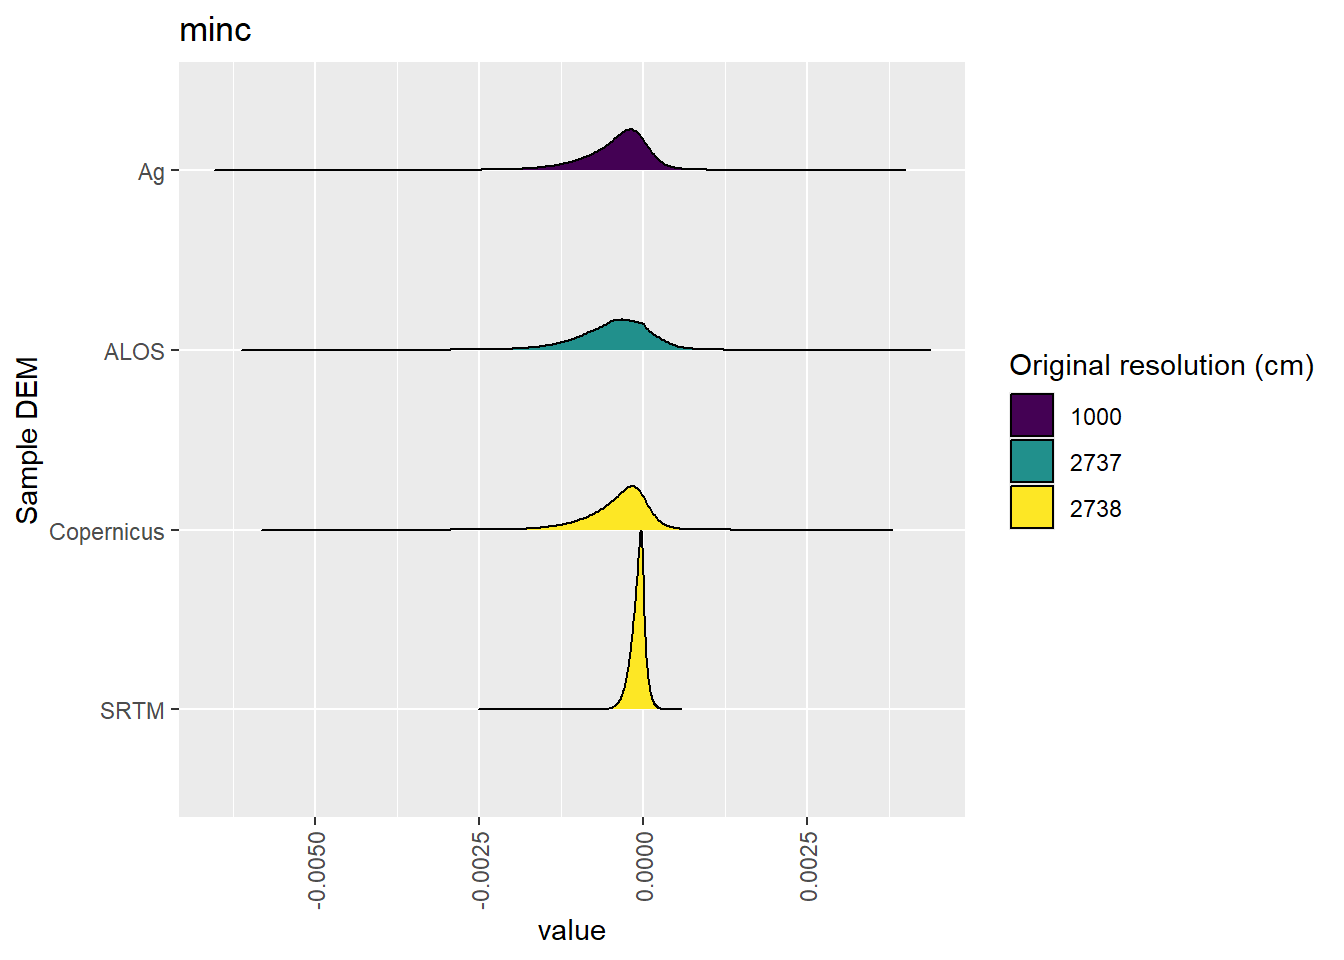 minc
Ag
ALOS
Copernicus
SRTM
Sample DEM
-0.0050
-0.0025
0.0000
0.0025
value
Original resolution (cm)
1000
2737
2738